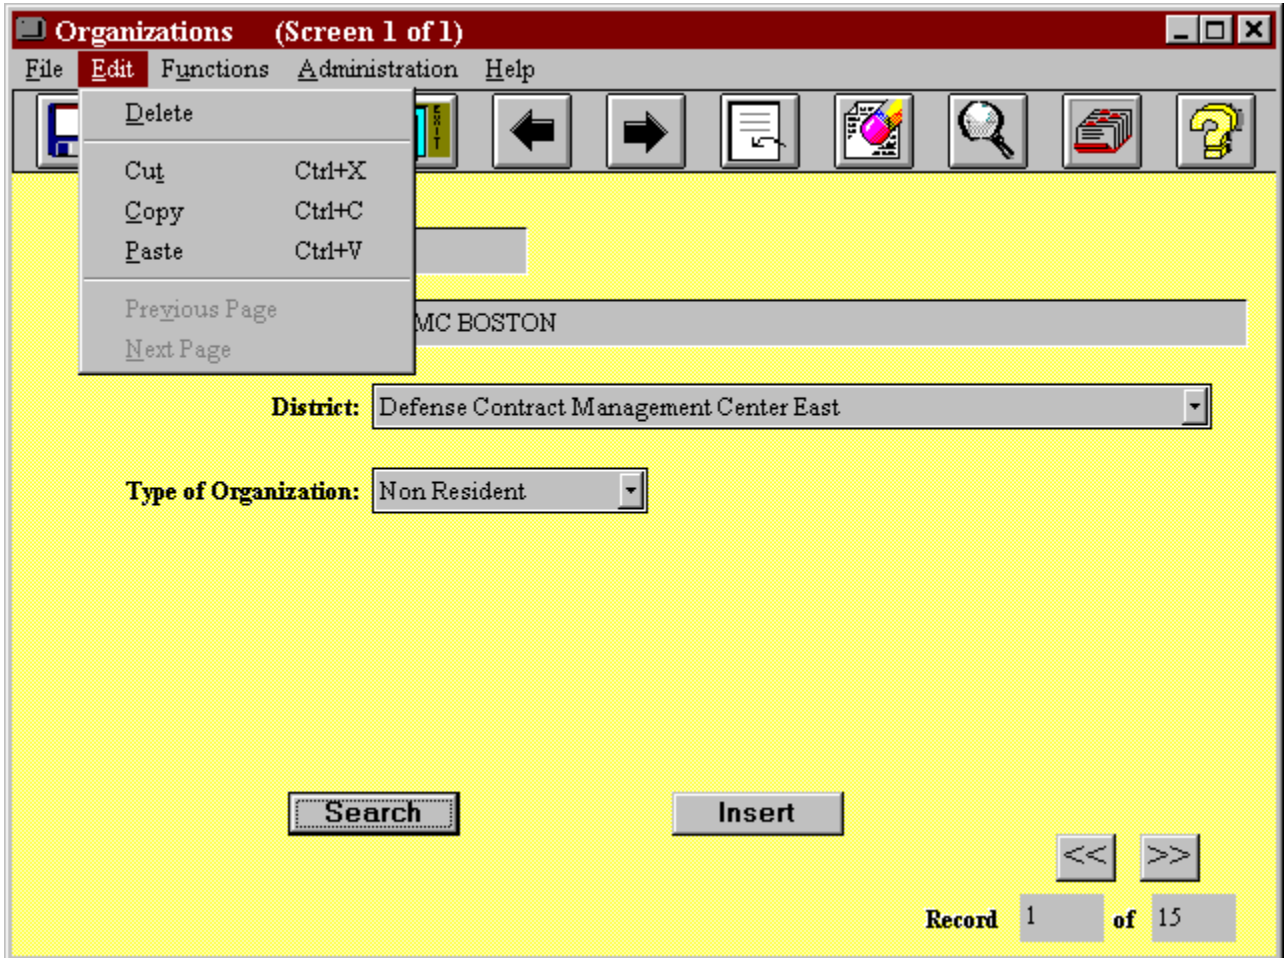 Organizations (Screen 1 of 1)
File Edit Functions Administration Help
EXIT
Delete
Cut Ctrl+X
Copy Ctrl+C
Paste Ctrl+V
Previous Page
Next Page
MC BOSTON
District: Defense Contract Management Center East
Type of Organization: Non Resident
Search Insert
<< >>
Record 1 of 15